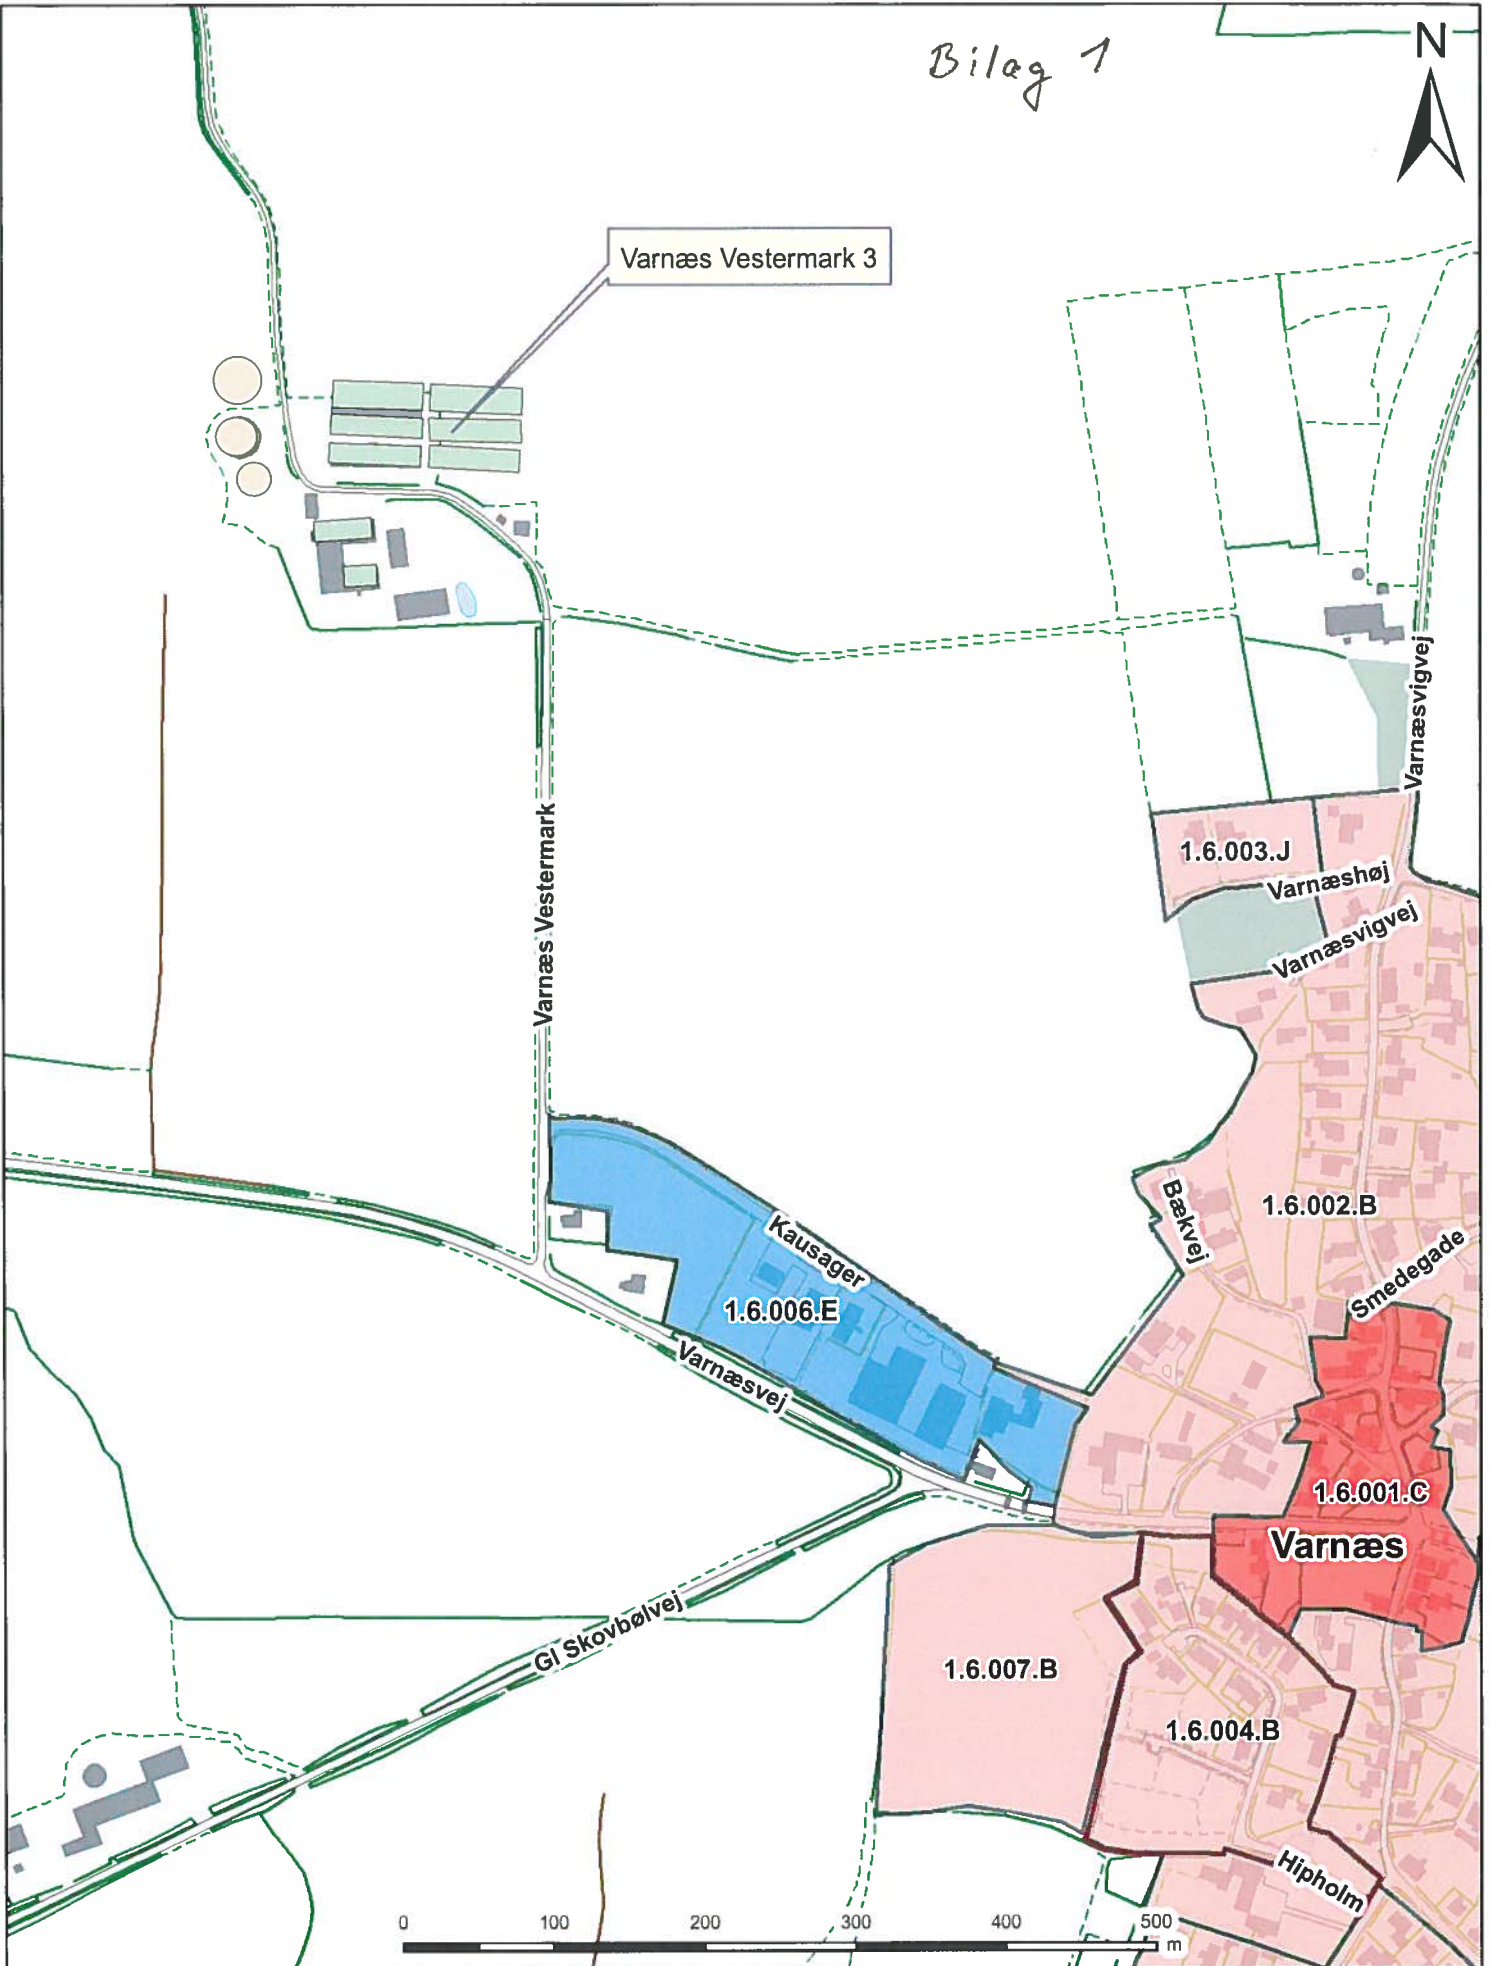 Bilag 1
N
Varnæs Vestermark 3
Varnæsvigvej
1.6.003.J
Varnæshøj
Varnæsvigvej
Varnæs Vestermark
Bækvej
1.6.002.B
Kausager
Smedegade
1.6.006.E
Varnæsvej
1.6.001.C
Varnæs
Gl Skovbølvej
1.6.007.B
1.6.004.B
Hipholm
0 100 200 300 400 500
m